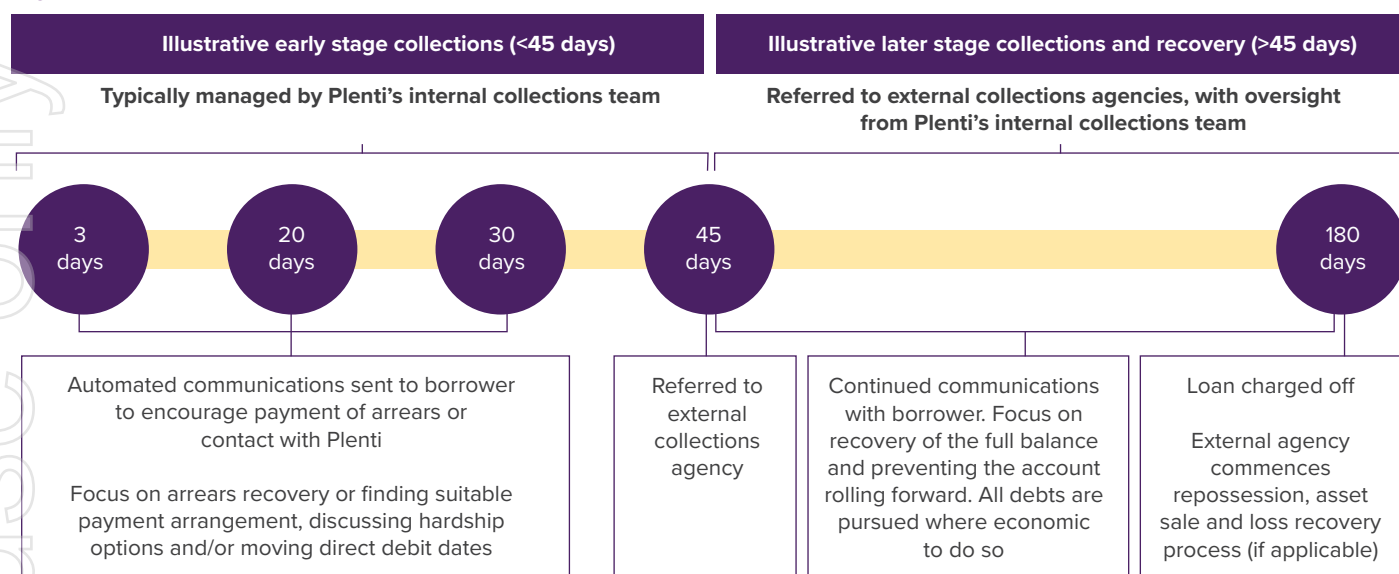 Illustrative early stage collections (<45 days)
Illustrative later stage collections and recovery (>45 days)
Typically managed by Plenti's internal collections team
Referred to external collections agencies, with oversight
from Plenti's internal collections team
3
days
20
days
30
days
45
days
180
days
Automated communications sent to borrower
to encourage payment of arrears or
contact with Plenti
Focus on arrears recovery or finding suitable
payment arrangement, discussing hardship
options and/or moving direct debit dates
Referred to
external
collections
agency
Continued communications
with borrower. Focus on
recovery of the full balance
and preventing the account
rolling forward. All debts are
pursued where economic
to do so
Loan charged off
External agency
commences
repossession, asset
sale and loss recovery
process (if applicable)